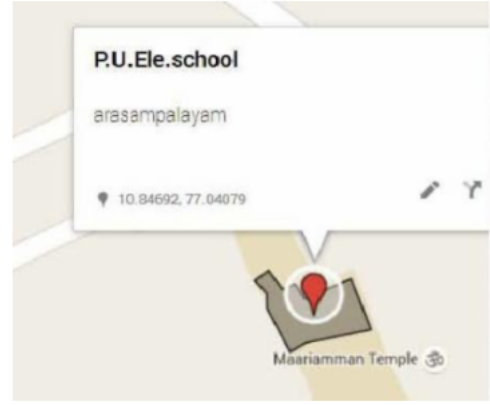 P.U.Ele.school
arasampalayam
10.84692, 77.04079
Maariamman Temple
ॐ